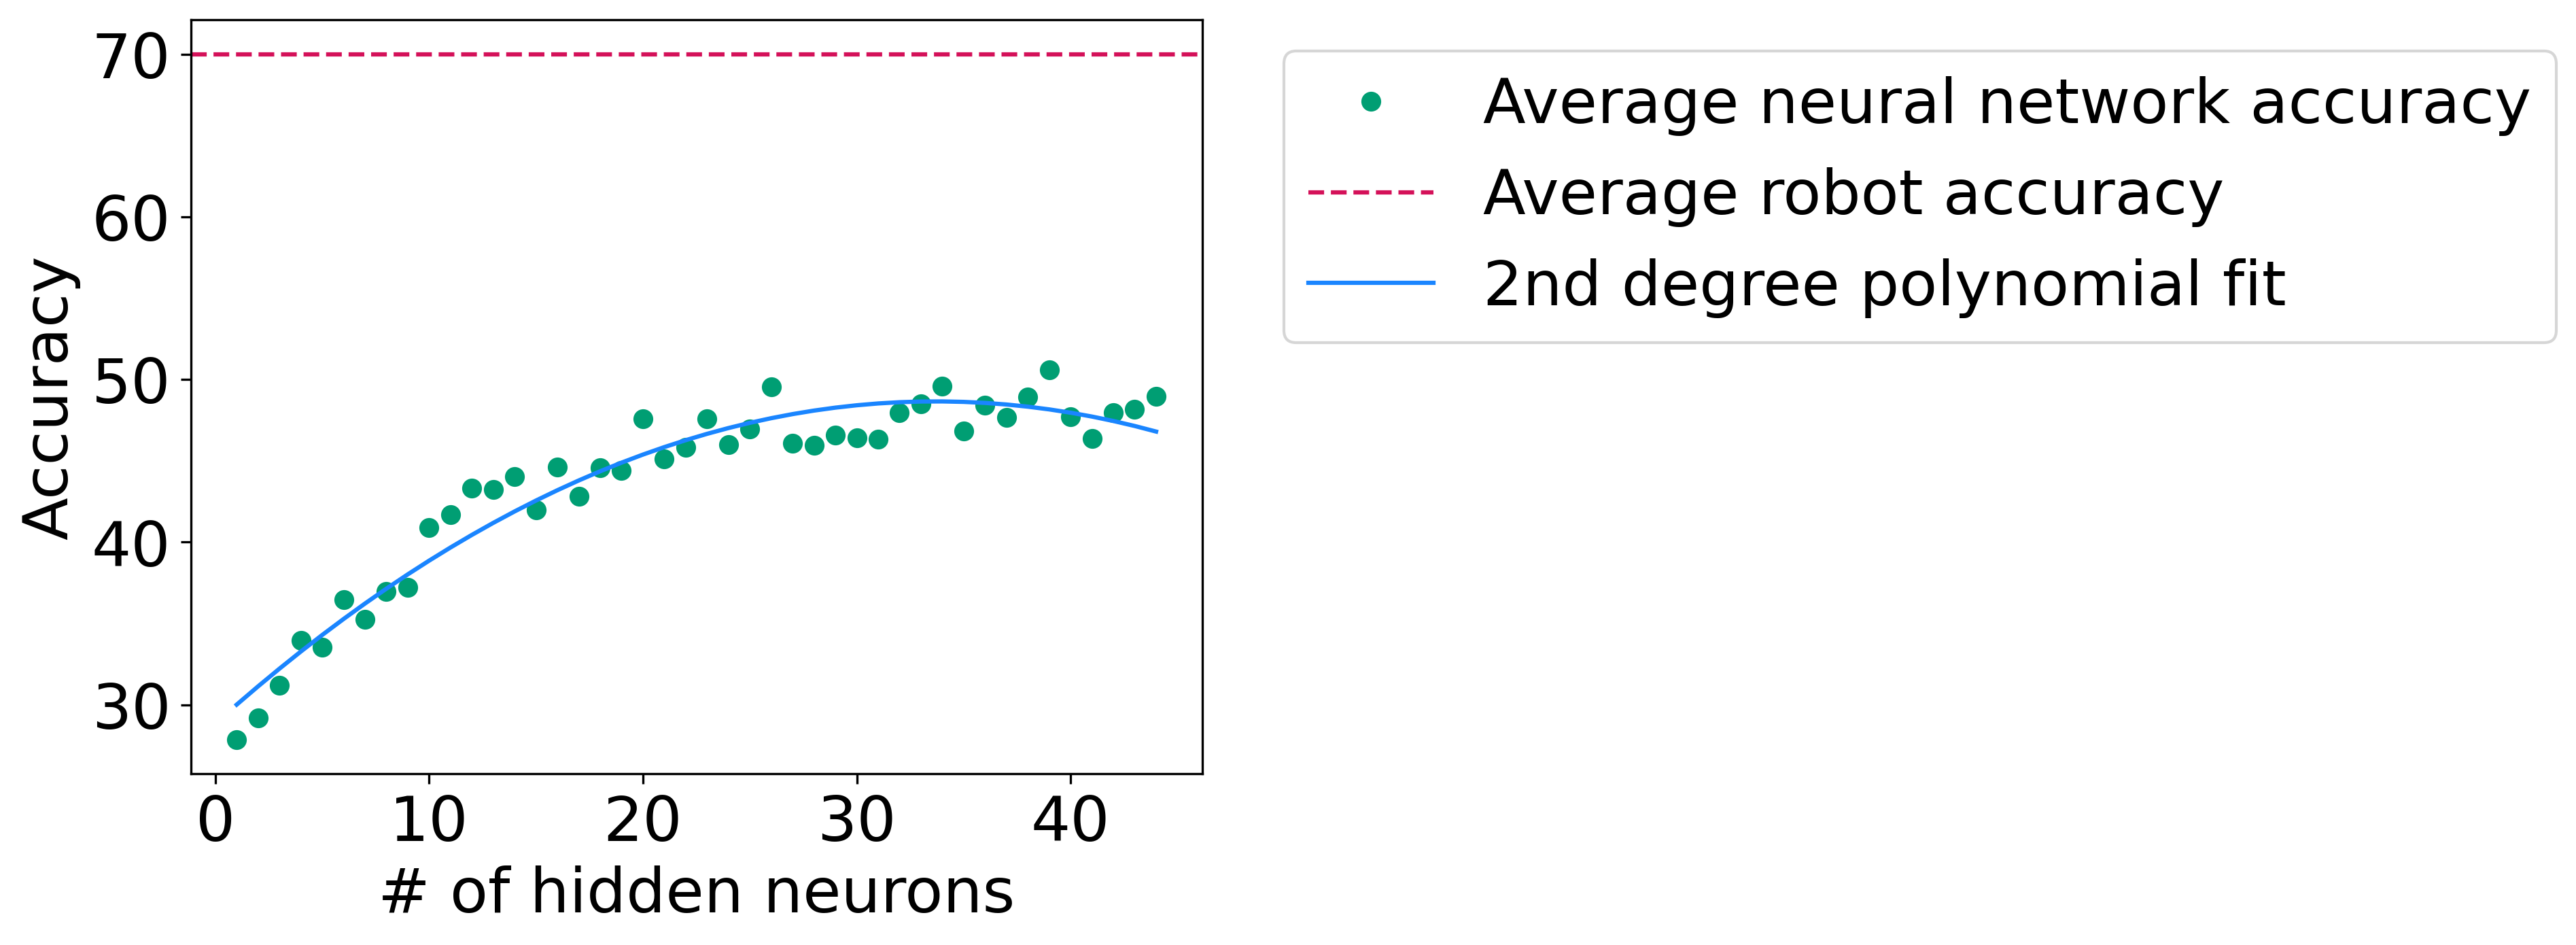 70
60
50
40
30
Accuracy
0 10 20 30 40
# of hidden neurons
Average neural network accuracy
Average robot accuracy
2nd degree polynomial fit